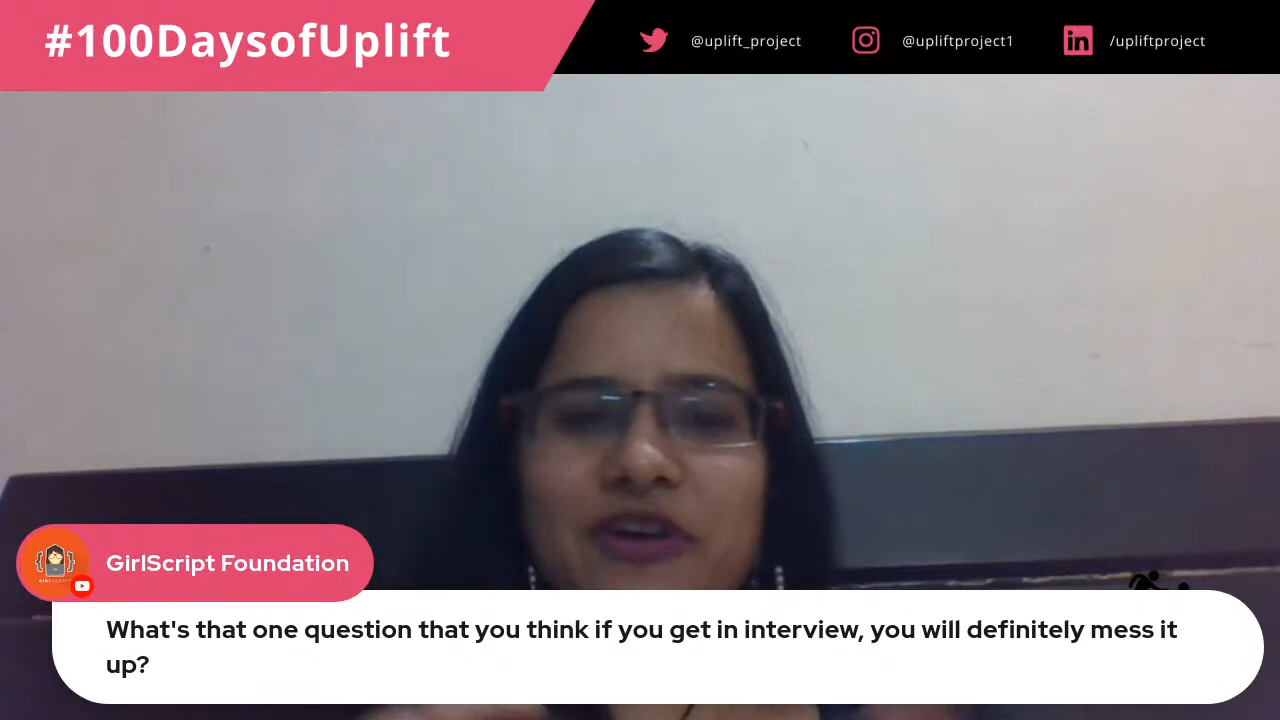 #100DaysofUplift
@uplift_project
@upliftproject1
/upliftproject
GirlScript Foundation
What's that one question that you think if you get in interview, you will definitely mess it
up?